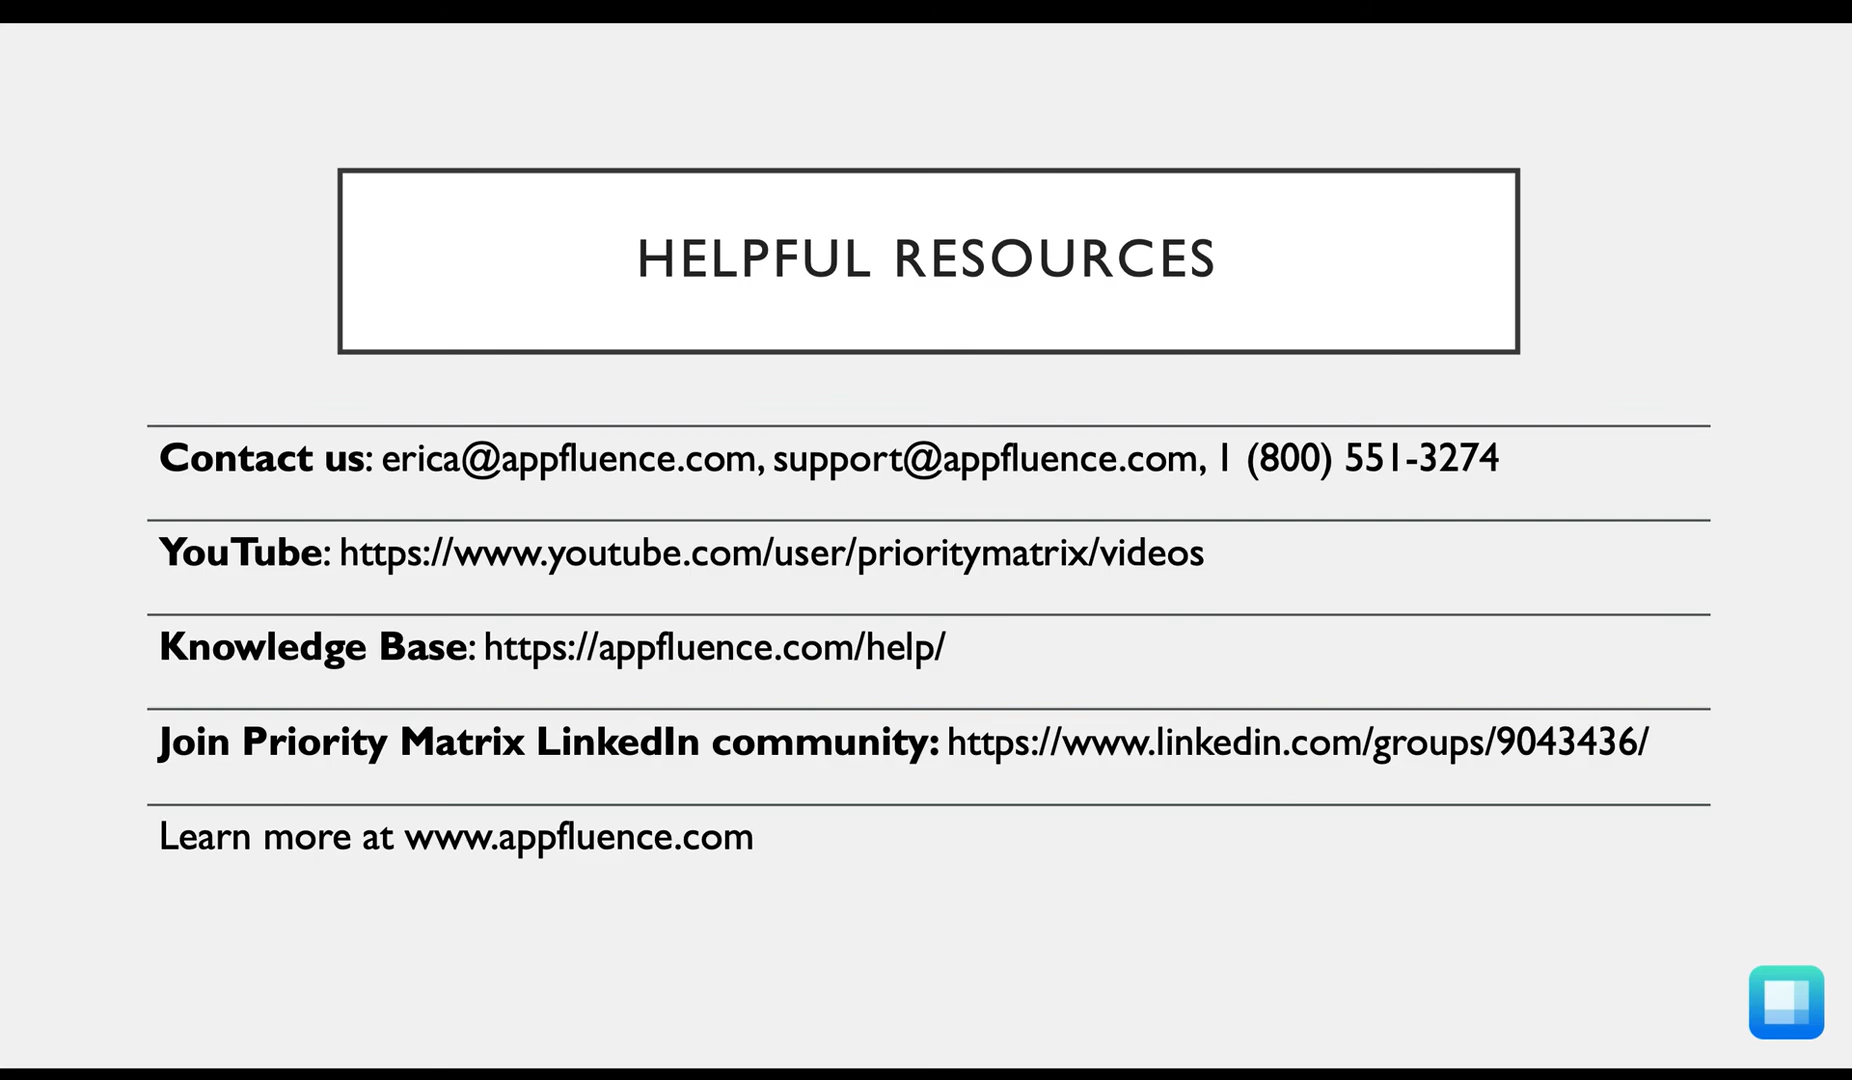 HELPFUL RESOURCES
Contact us: erica@appfluence.com, support@appfluence.com, 1 (800) 551-3274
YouTube: https://www.youtube.com/user/prioritymatrix/videos
Knowledge Base: https://appfluence.com/help/
Join Priority Matrix LinkedIn community: https://www.linkedin.com/groups/9043436/
Learn more at www.appfluence.com